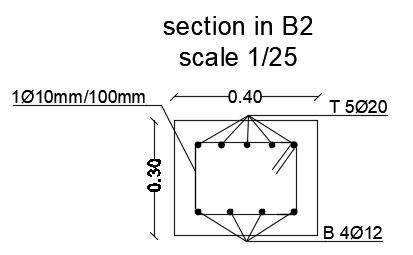 section in B2
scale 1/25
1Ø10mm/100mm
0.40
T 5Ø20
0.30
B 4Ø12